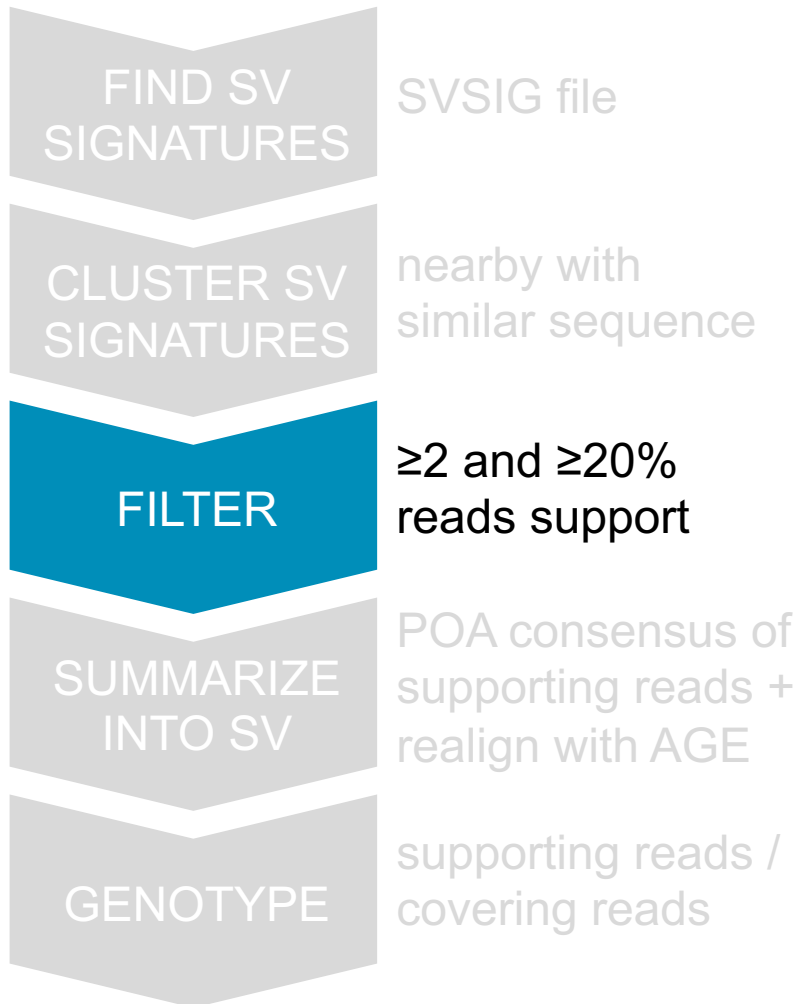 FIND SV
SIGNATURES
SVSIG file
CLUSTER SV
SIGNATURES
nearby with
similar sequence
FILTER
≥2 and ≥20%
reads support
SUMMARIZE
INTO SV
POA consensus of
supporting reads +
realign with AGE
GENOTYPE
supporting reads /
covering reads